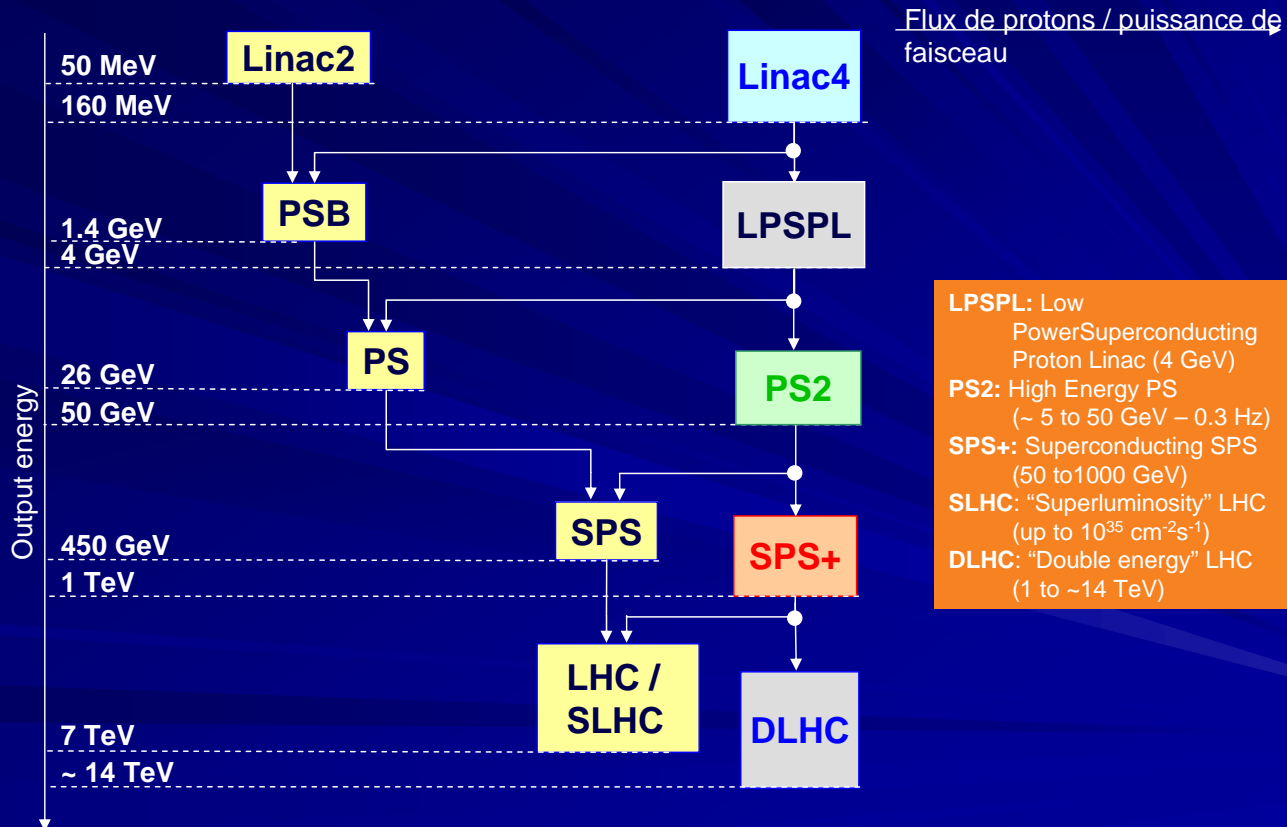 Flux de protons / puissance de
faisceau
Linac2
Linac4
50 MeV
160 MeV
PSB
LPSPL
1.4 GeV
4 GeV
LPSPL: Low
PowerSuperconducting
Proton Linac (4 GeV)
PS2: High Energy PS
(~ 5 to 50 GeV – 0.3 Hz)
SPS+: Superconducting SPS
(50 to1000 GeV)
SLHC: “Superluminosity” LHC
(up to 10³⁵ cm⁻²s⁻¹)
DLHC: “Double energy” LHC
(1 to ~14 TeV)
PS
PS2
26 GeV
50 GeV
Output energy
SPS
SPS+
450 GeV
1 TeV
LHC /
SLHC
DLHC
7 TeV
~ 14 TeV